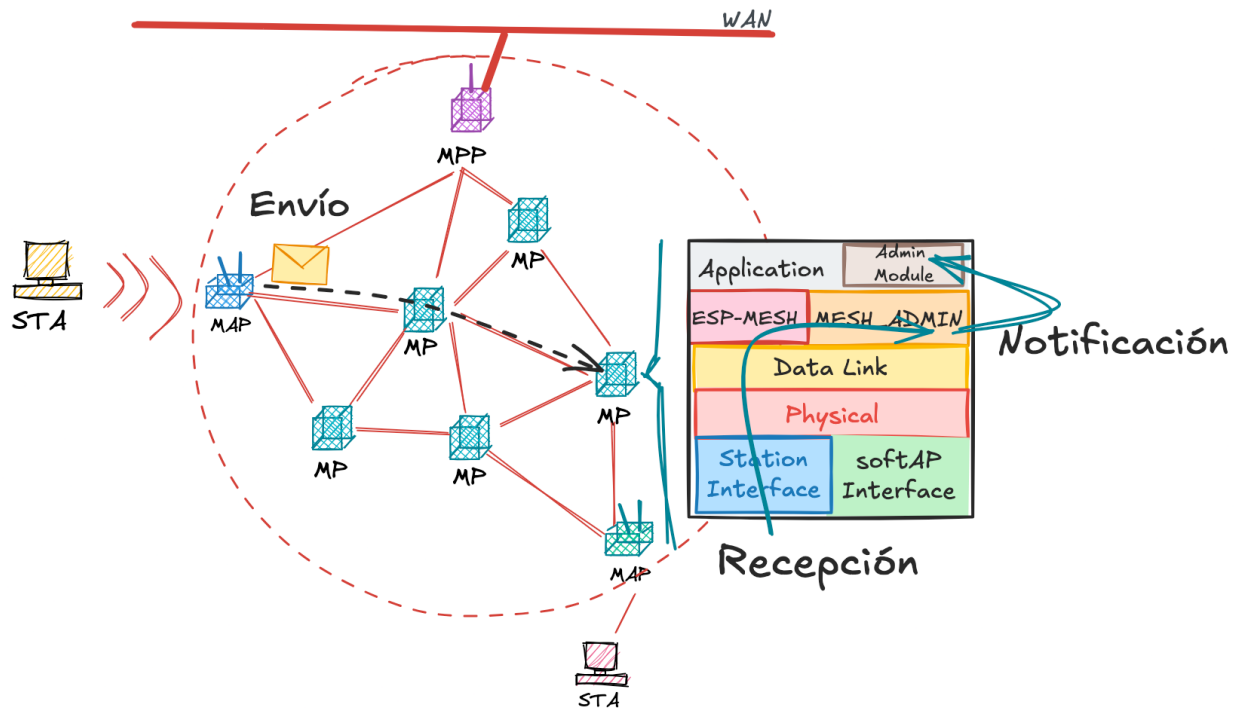 WAN
MPP
Envío
MP
STA
MAP
MP
MP
MP
MP
MAP
STA
Application
Admin
Module
ESP-MESH
MESH_ADMIN
Data Link
Physical
Station
Interface
softAP
Interface
Notificación
Recepción